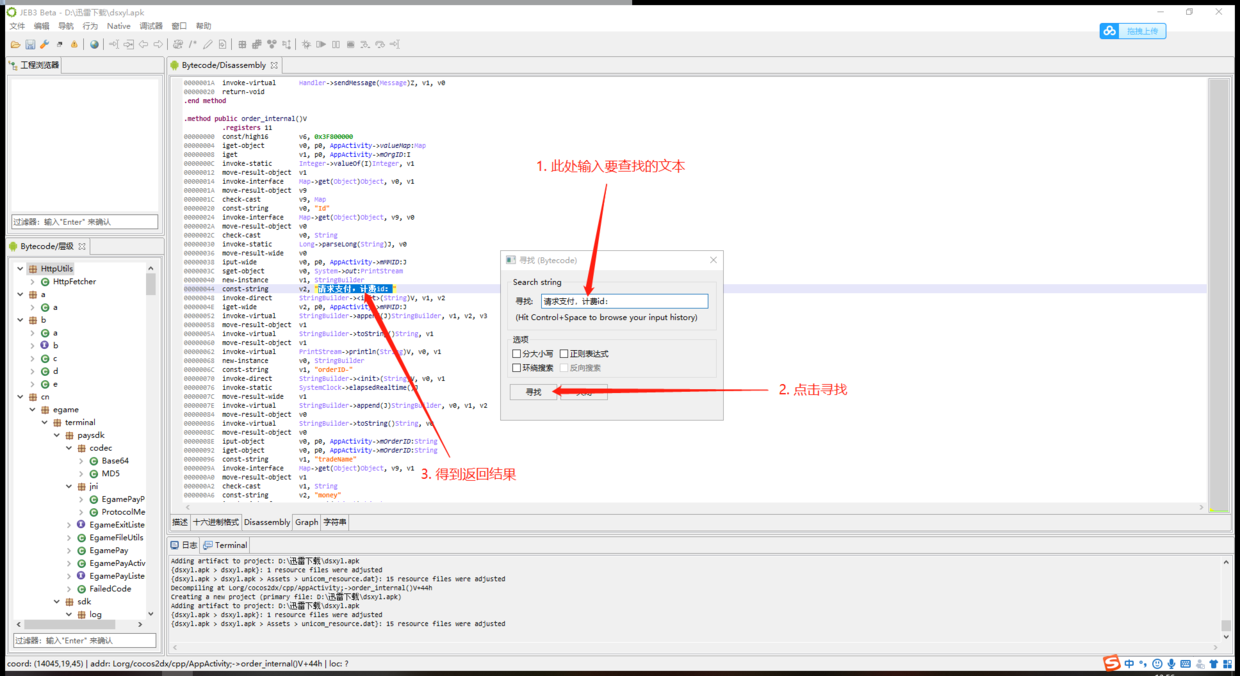 JEB3 Beta - D:\迅雷下载\dsxyl.apk
文件 编辑 导航 行为 Native 调试器 窗口 帮助
拖拽上传
工程浏览器
过滤器：输入"Enter" 来确认
Bytecode/层级
HttpUtils
HttpFetcher
a
a
b
a
b
c
d
e
cn
egame
terminal
paysdk
codec
Base64
MD5
jni
EgamePayP
ProtocolMe
EgameExitListe
EgameFileUtils
EgamePay
EgamePayActiv
EgamePayListe
FailedCode
sdk
log
过滤器：输入"Enter" 来确认
Bytecode/Disassembly
0000001A invoke-virtual Handler->sendMessage(Message)Z, v1, v0
00000020 return-void
.end method
.method public order_internal()V
.registers 11
00000000 const/high16 v6, 0x3F800000
00000004 iget-object v0, p0, AppActivity->valueMap:Map
00000008 iget v1, p0, AppActivity->mOrgID:I
0000000C invoke-static Integer->valueOf(I)Integer, v1
00000012 move-result-object v1
00000014 invoke-interface Map->get(Object)Object, v0, v1
0000001A move-result-object v9
0000001C check-cast v9, Map
00000020 const-string v0, "Id"
00000024 invoke-interface Map->get(Object)Object, v9, v0
0000002A move-result-object v0
0000002C check-cast v0, String
00000030 invoke-static Long->parseLong(String)J, v0
00000036 move-result-wide v0
00000038 iput-wide v0, p0, AppActivity->mMMID:J
0000003C sget-object v0, System->out:PrintStream
00000040 new-instance v1, StringBuilder
00000044 const-string v2, "请求支付，计费id: "
00000048 invoke-direct StringBuilder-><init>(String)V, v1, v2
0000004E iget-wide v2, p0, AppActivity->mMMID:J
00000052 invoke-virtual StringBuilder->append(J)StringBuilder, v1, v2, v3
00000058 move-result-object v1
0000005A invoke-virtual StringBuilder->toString()String, v1
00000060 move-result-object v1
00000062 invoke-virtual PrintStream->println(String)V, v0, v1
00000068 new-instance v0, StringBuilder
0000006C const-string v1, "orderID-"
00000070 invoke-direct StringBuilder-><init>(String)V, v0, v1
00000076 invoke-static SystemClock->elapsedRealtime()J
0000007C move-result-wide v1
0000007E invoke-virtual StringBuilder->append(J)StringBuilder, v0, v1, v2
00000084 move-result-object v0
00000086 invoke-virtual StringBuilder->toString()String, v0
0000008C move-result-object v0
0000008E iput-object v0, p0, AppActivity->mOrderID:String
00000092 iget-object v0, p0, AppActivity->mOrderID:String
00000096 const-string v1, "tradeName"
0000009A invoke-interface Map->get(Object)Object, v9, v1
000000A0 move-result-object v1
000000A2 check-cast v1, String
000000A6 const-string v2, "money"
描述 十六进制格式 Disassembly Graph 字符串
1. 此处输入要查找的文本
寻找 (Bytecode)
Search string
寻找: 请求支付，计费id:
(Hit Control+Space to browse your input history)
选项
分大小写 正则表达式
环绕搜索 反向搜索
寻找
2. 点击寻找
3. 得到返回结果
日志 Terminal
Adding artifact to project: D:\迅雷下载\dsxyl.apk
{dsxyl.apk > dsxyl.apk}: 1 resource files were adjusted
{dsxyl.apk > dsxyl.apk > Assets > unicom_resource.dat}: 15 resource files were adjusted
Decompiling at Lorg/cocos2dx/cpp/AppActivity;->order_internal()V+44h
Creating a new project (primary file: D:\迅雷下载\dsxyl.apk)
Adding artifact to project: D:\迅雷下载\dsxyl.apk
{dsxyl.apk > dsxyl.apk}: 1 resource files were adjusted
{dsxyl.apk > dsxyl.apk > Assets > unicom_resource.dat}: 15 resource files were adjusted
coord: (14045,19,45) | addr: Lorg/cocos2dx/cpp/AppActivity;->order_internal()V+44h | loc: ?
中